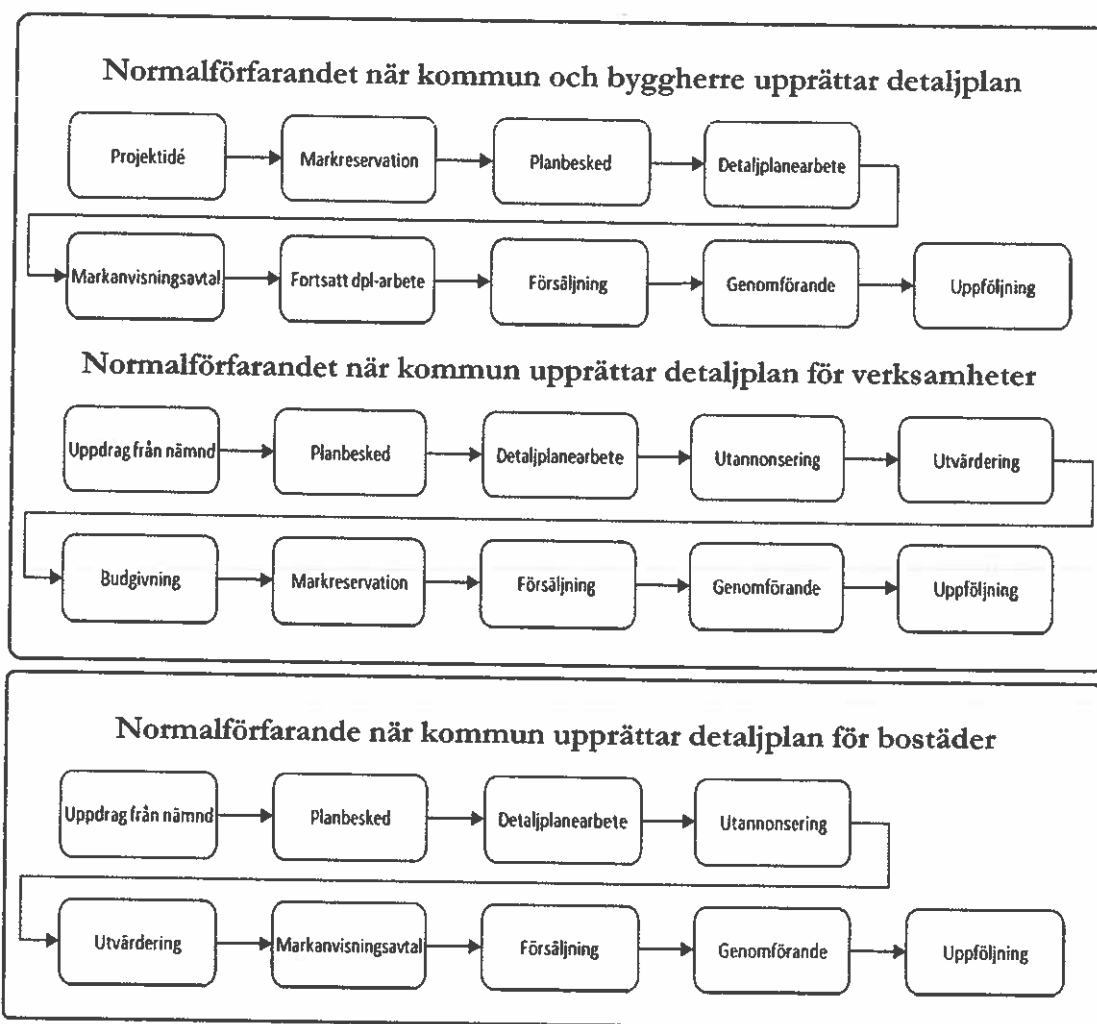 Normalförfarandet när kommun och byggherre upprättar detaljplan
Projektidé
Markreservation
Planbesked
Detaljplanearbete
Markanvisningsavtal
Fortsatt dpl-arbete
Försäljning
Genomförande
Uppföljning
Normalförfarandet när kommun upprättar detaljplan för verksamheter
Uppdrag från nämnd
Planbesked
Detaljplanearbete
Utannonsering
Utvärdering
Budgivning
Markreservation
Försäljning
Genomförande
Uppföljning
Normalförfarande när kommun upprättar detaljplan för bostäder
Uppdrag från nämnd
Planbesked
Detaljplanearbete
Utannonsering
Utvärdering
Markanvisningsavtal
Försäljning
Genomförande
Uppföljning